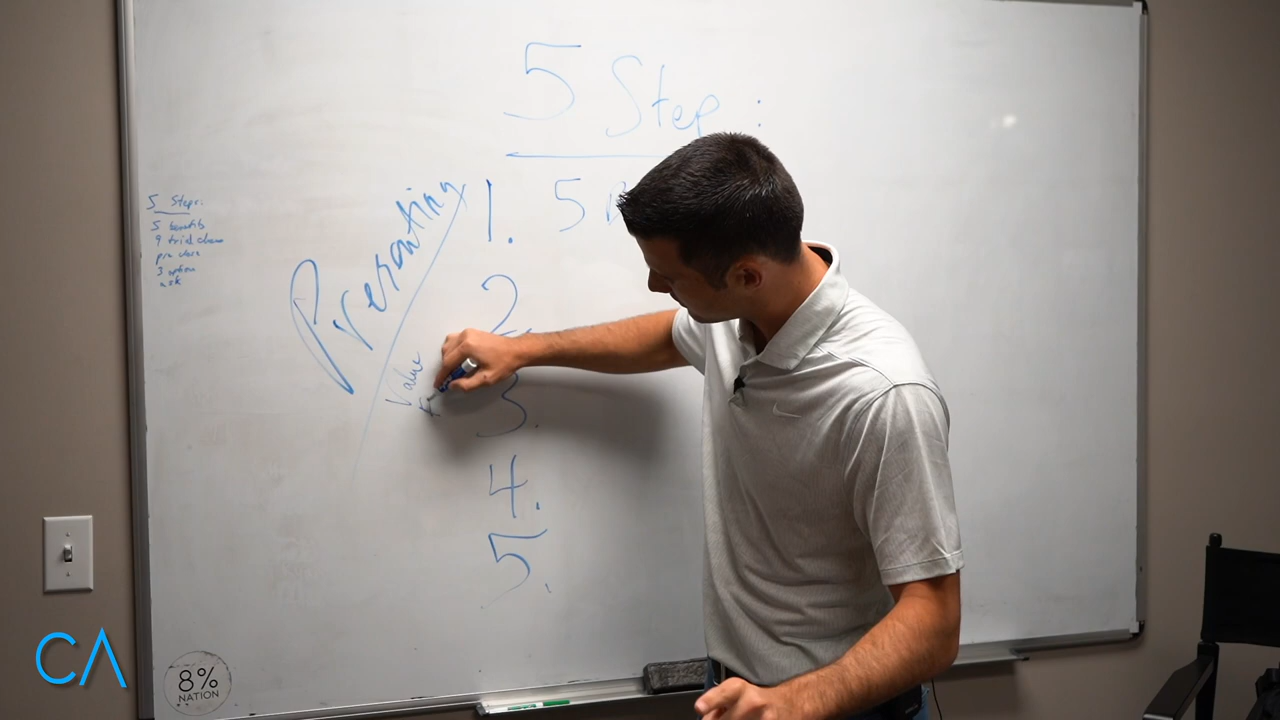 5 Step :
1. 5 B
Presenting
2
Value
3.
4.
5.
5 Steps:
5 benefits
9 trial close
pre close
3 option
ask
CA
8%
NATION